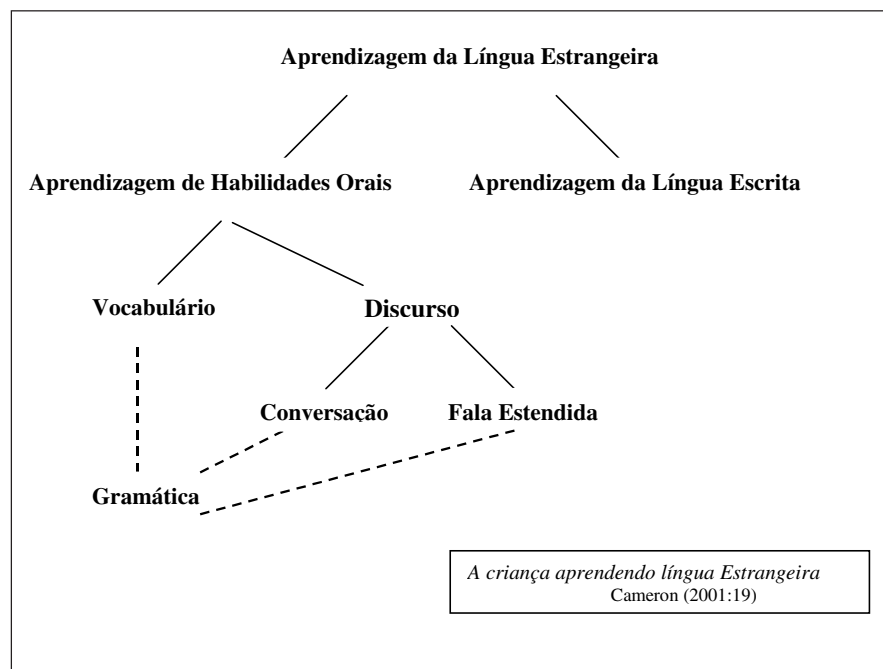 Aprendizagem da Língua Estrangeira
Aprendizagem de Habilidades Orais
Aprendizagem da Língua Escrita
Vocabulário
Discurso
Conversação
Fala Estendida
Gramática
A criança aprendendo língua Estrangeira
Cameron (2001:19)